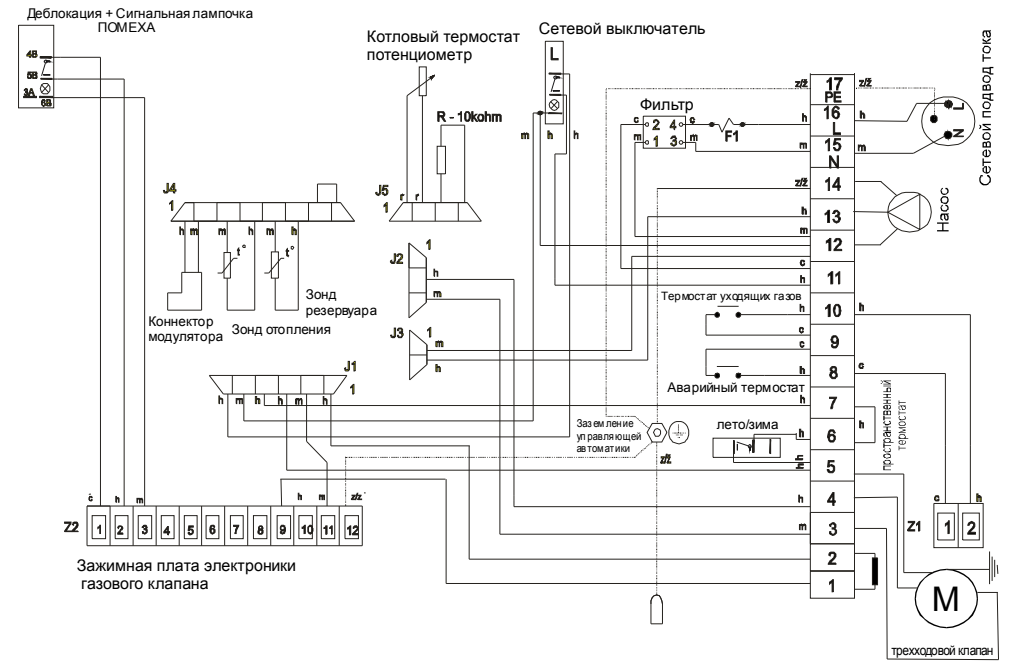 Деблокация + Сигнальная лампочка
ПОМЕХА
4B
5B
3A
6B
Котловый термостат
потенциометр
R - 10kohm
Сетевой выключатель
L
Фильтр
2 4
1 3
c
m
c
m
F1
m h h
r r
J5
1
J4
1
h m m h c h
t°
t°
Коннектор
модулятора
Зонд отопления
Зонд
резервуара
J2
1
h
m
J3
1
m
h
J1
1
h m h h m h
z/ž
17
PE
z/ž
h
16
L
h
m
15
N
m
z/ž
14
h
13
m
12
c
11
h
Сетевой подвод тока
L
N
Насос
Термостат уходящих газов
h
10
h
c
9
c
h
8
c
Аварийный термостат
h
7
h
6
h
h
5
h
4
m
3
2
1
h
пространственный
термостат
лето/зима
Заземление
управляющей
автоматики
z/ž
č h m h m z/ž
Z2
1 2 3 4 5 6 7 8 9 10 11 12
Зажимная плата электроники
газового клапана
c h
Z1
1 2
M
трехходовой клапан